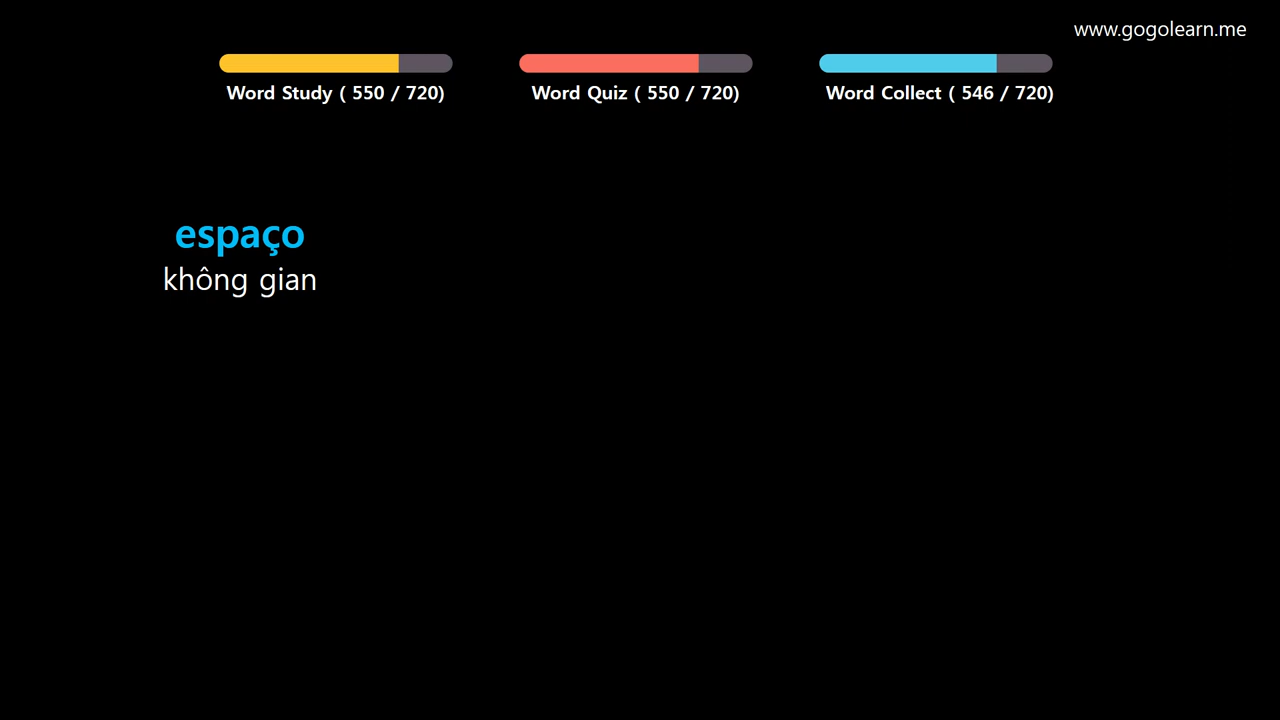 www.gogolearn.me
Word Study ( 550 / 720)
Word Quiz ( 550 / 720)
Word Collect ( 546 / 720)
espaço
không gian